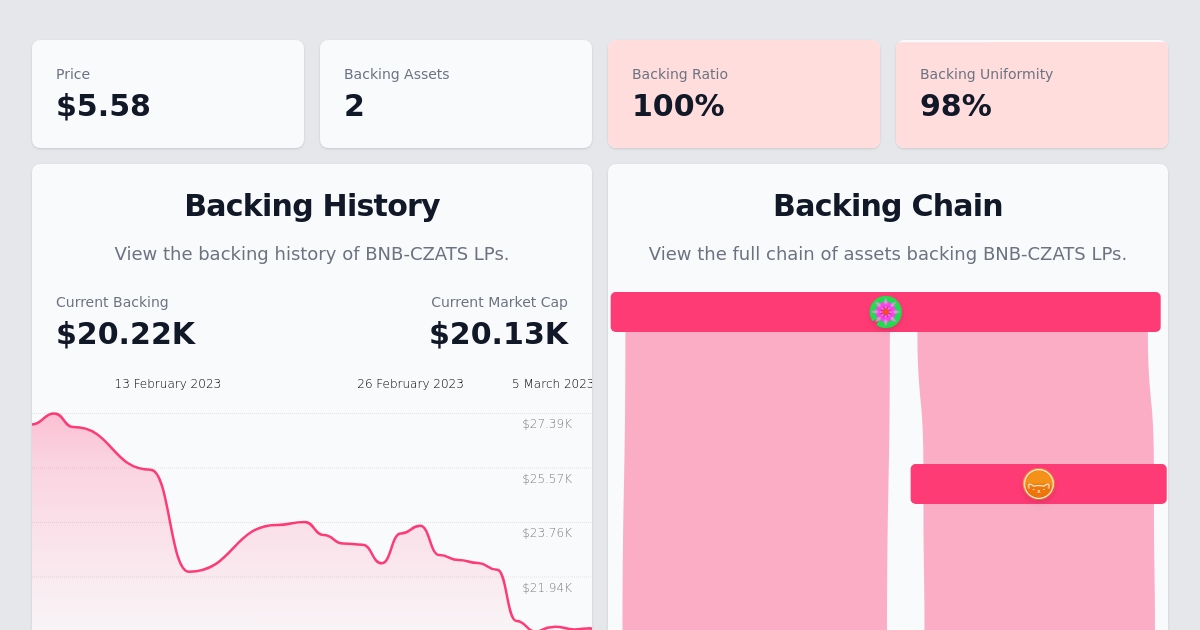 Price
$5.58
Backing Assets
2
Backing Ratio
100%
Backing Uniformity
98%
Backing History
View the backing history of BNB-CZATS LPs.
Current Backing
$20.22K
Current Market Cap
$20.13K
13 February 2023
26 February 2023
5 March 2023
$27.39K
$25.57K
$23.76K
$21.94K
Backing Chain
View the full chain of assets backing BNB-CZATS LPs.